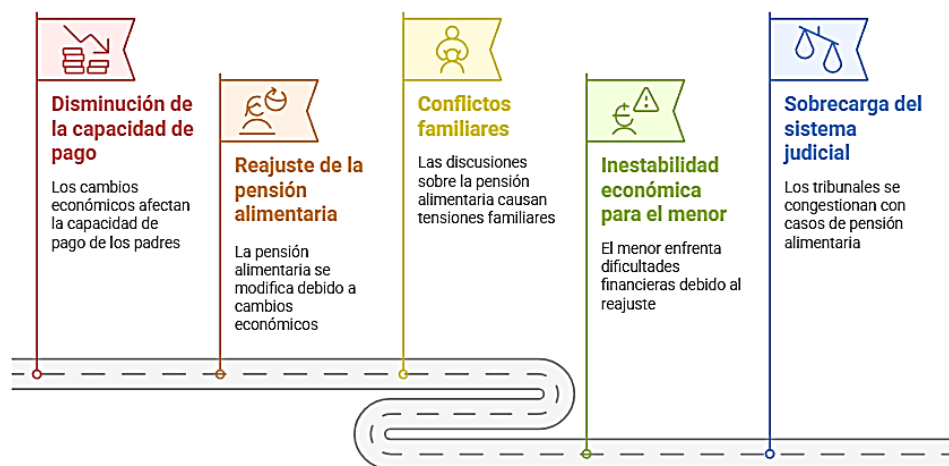 Disminución de
la capacidad de
pago
Los cambios
económicos afectan
la capacidad de
pago de los padres
Reajuste de la
pensión
alimentaria
La pensión
alimentaria se
modifica debido a
cambios
económicos
Conflictos
familiares
Las discusiones
sobre la pensión
alimentaria causan
tensiones familiares
Inestabilidad
económica
para el menor
El menor enfrenta
dificultades
financieras debido al
reajuste
Sobrecarga del
sistema
judicial
Los tribunales se
congestionan con
casos de pensión
alimentaria